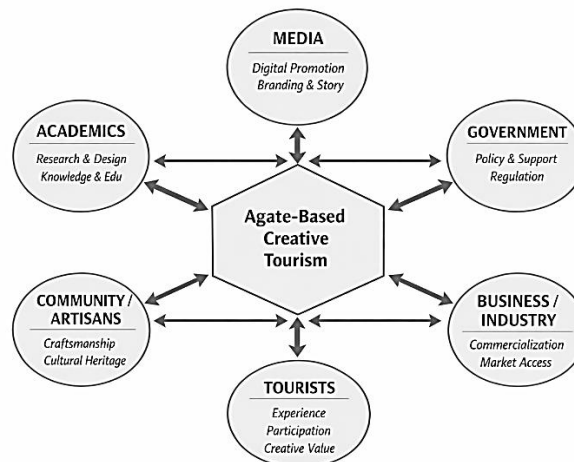 MEDIA
Digital Promotion
Branding & Story
ACADEMICS
Research & Design
Knowledge & Edu
GOVERNMENT
Policy & Support
Regulation
Agate-Based
Creative
Tourism
COMMUNITY /
ARTISANS
Craftsmanship
Cultural Heritage
BUSINESS /
INDUSTRY
Commercialization
Market Access
TOURISTS
Experience
Participation
Creative Value